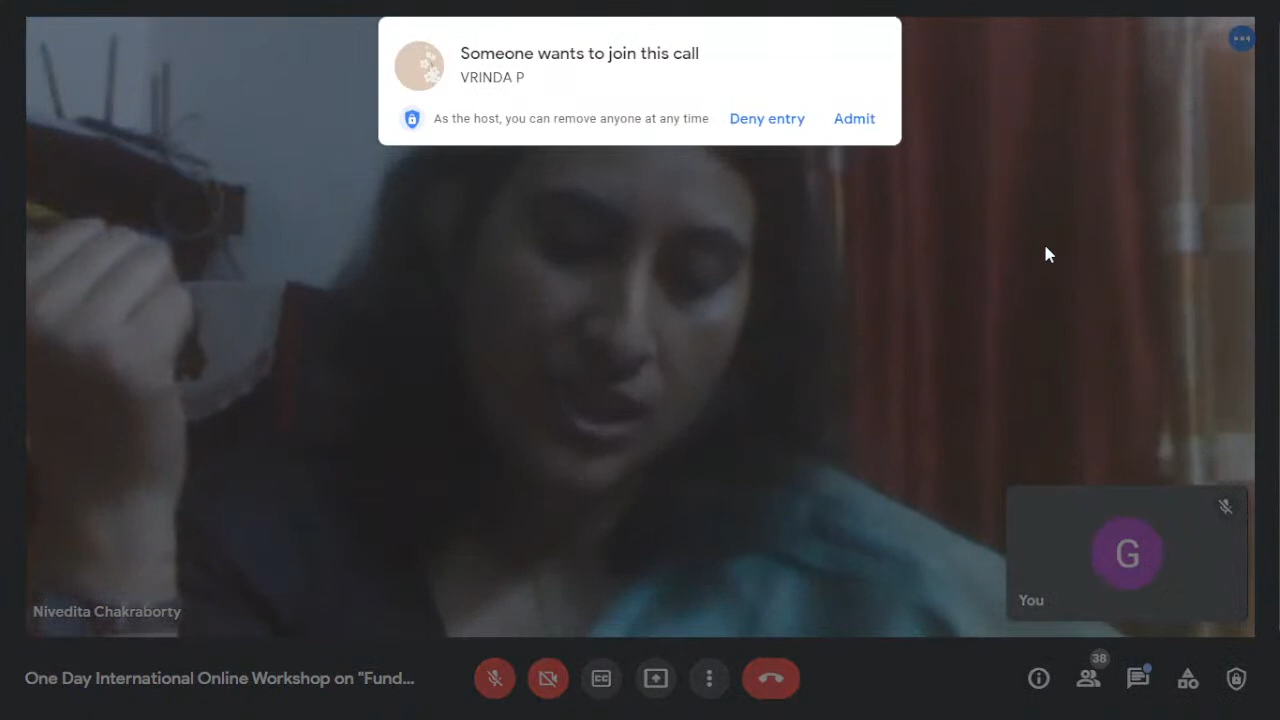 Someone wants to join this call
VRINDA P
As the host, you can remove anyone at any time
Deny entry
Admit
G
You
Nivedita Chakraborty
One Day International Online Workshop on "Fund...
CC
38